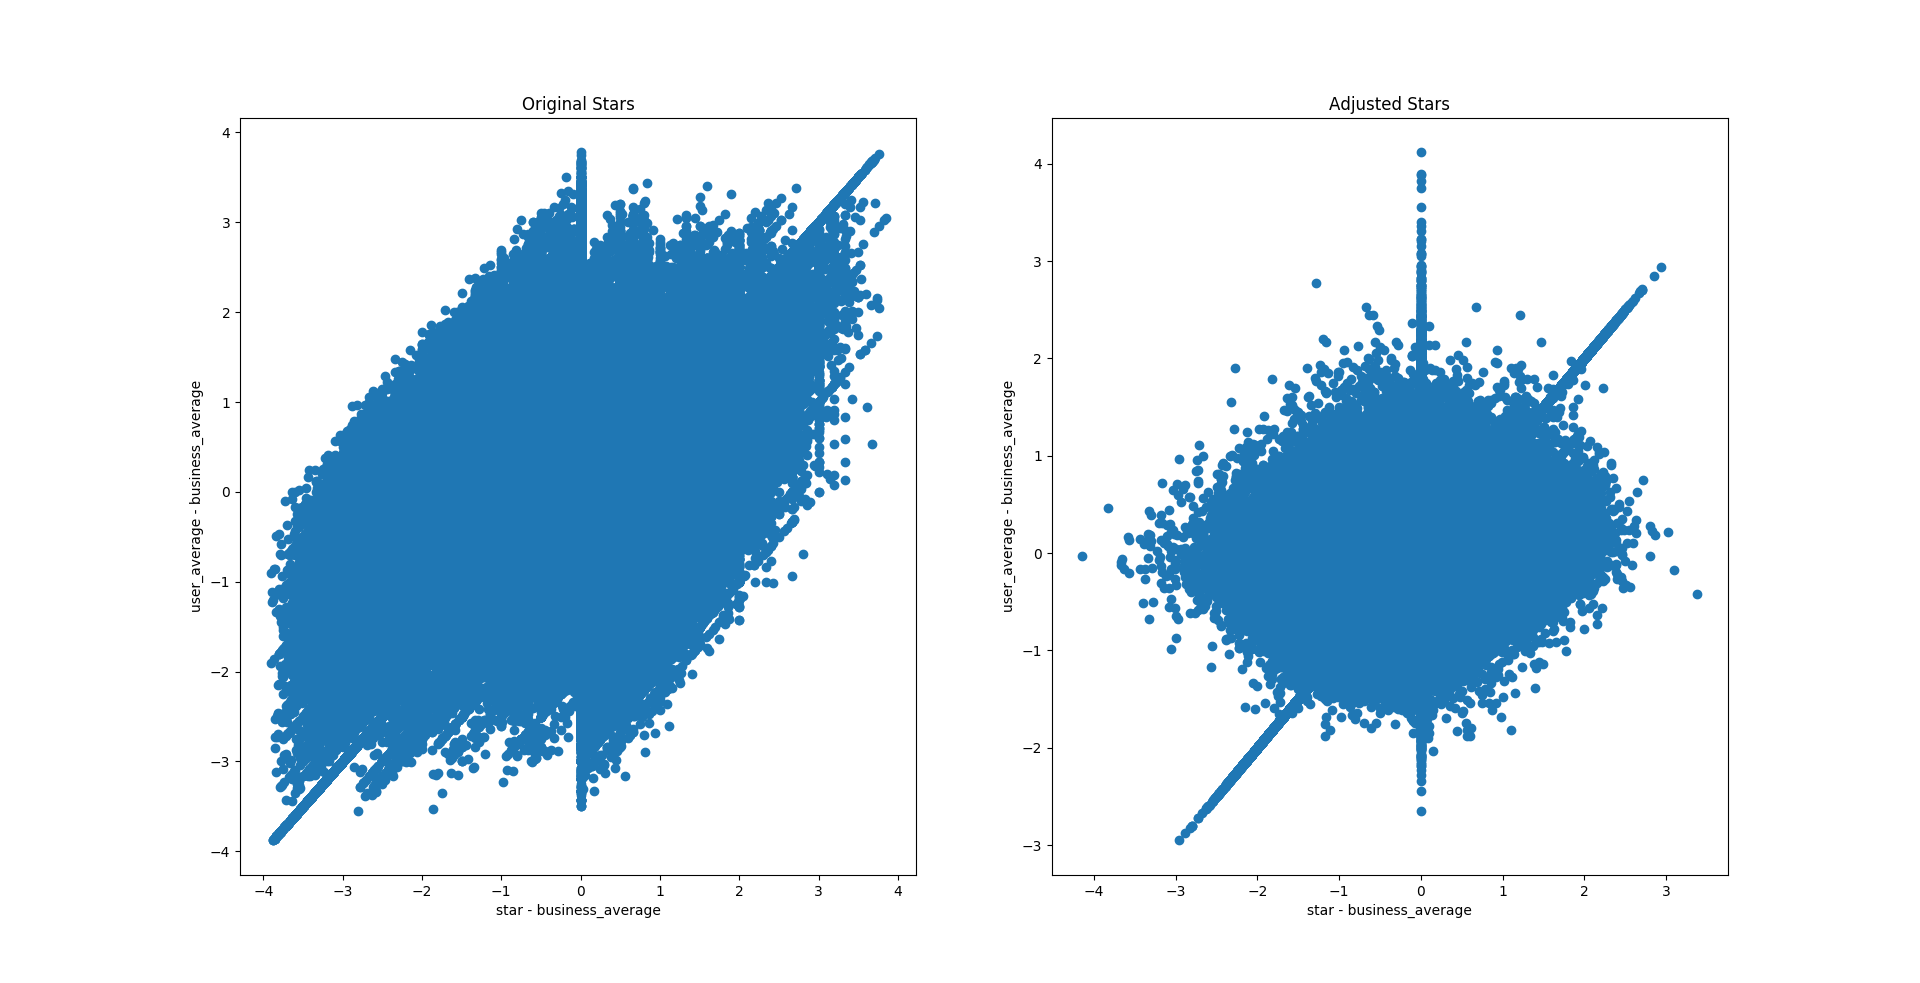 Original Stars
4
3
2
1
0
−1
−2
−3
−4
user_average - business_average
−4 −3 −2 −1 0 1 2 3 4
star - business_average
Adjusted Stars
4
3
2
1
0
−1
−2
−3
user_average - business_average
−4 −3 −2 −1 0 1 2 3
star - business_average